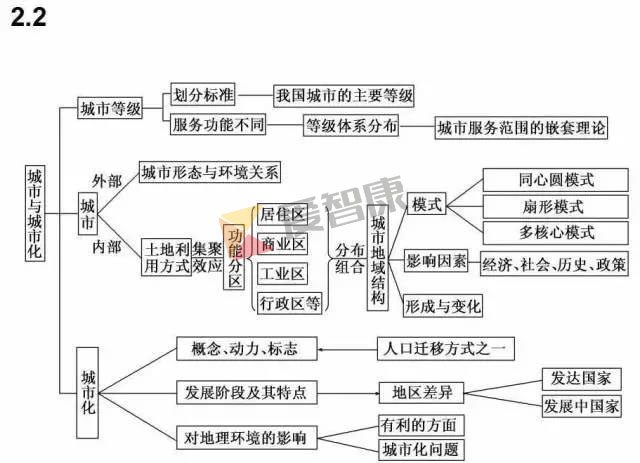 2.2
城市与城市化
城市等级
划分标准
我国城市的主要等级
服务功能不同
等级体系分布
城市服务范围的嵌套理论
城市
外部
城市形态与环境关系
内部
土地利
用方式
集聚
效应
功能分区
居住区
商业区
工业区
行政区等
分布
组合
城市地域结构
模式
同心圆模式
扇形模式
多核心模式
影响因素
经济、社会、历史、政策
形成与变化
城市化
概念、动力、标志
人口迁移方式之一
发展阶段及其特点
地区差异
发达国家
发展中国家
对地理环境的影响
有利的方面
城市化问题
爱智康